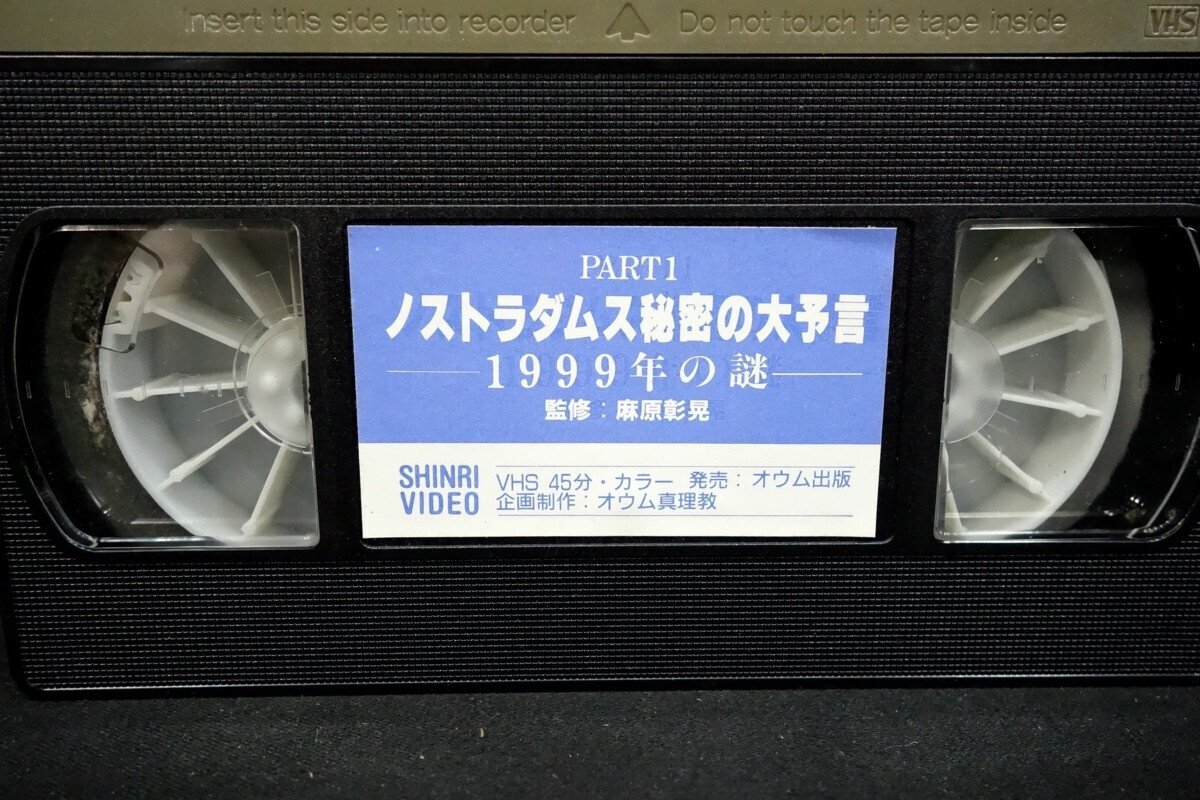 Insert this side into recorder Do not touch the tape inside
VHS
PART1
ノストラダムス秘密の大予言
1999年の謎
監修:麻原彰晃
SHINRI VIDEO
VHS 45分・カラー 発売:オウム出版
企画制作:オウム真理教